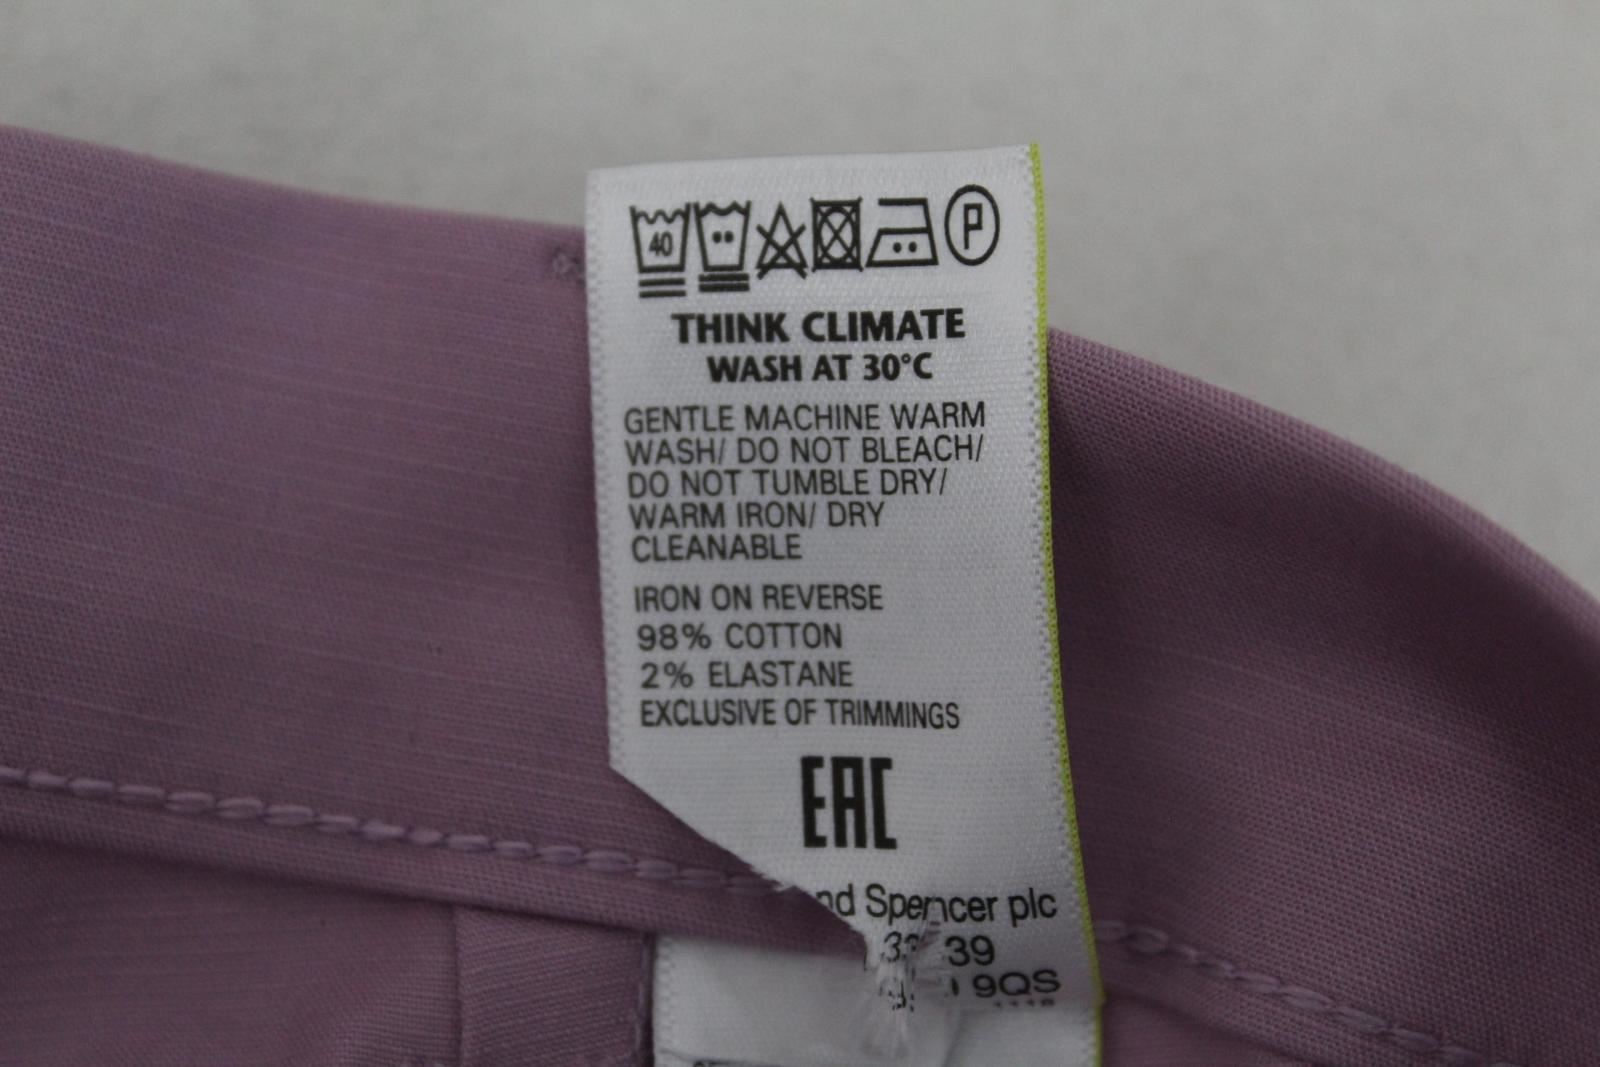 40
P
THINK CLIMATE
WASH AT 30°C
GENTLE MACHINE WARM
WASH/ DO NOT BLEACH/
DO NOT TUMBLE DRY/
WARM IRON/ DRY
CLEANABLE
IRON ON REVERSE
98% COTTON
2% ELASTANE
EXCLUSIVE OF TRIMMINGS
EAC
nd Spencer plc
39
9QS